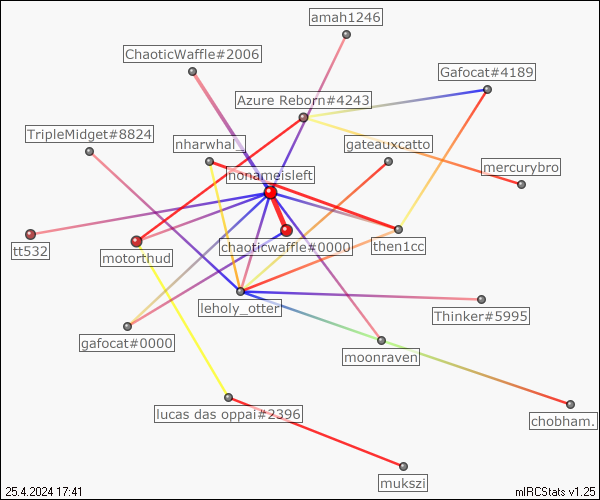 amah1246
ChaoticWaffle#2006
Gafocat#4189
Azure Reborn#4243
TripleMidget#8824
nharwhal_
gateauxcatto
mercurybro
nonameisleft
tt532
motorthud
chaoticwaffle#0000
then1cc
leholy_otter
Thinker#5995
gafocat#0000
moonraven
lucas das oppai#2396
chobham.
mukszi
25.4.2024 17:41
mIRCStats v1.25